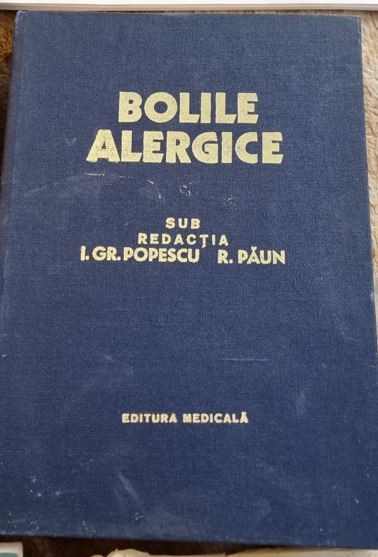 BOLILE
ALERGICE
SUB
REDACȚIA
I. GR. POPESCU R. PĂUN
EDITURA MEDICALĂ